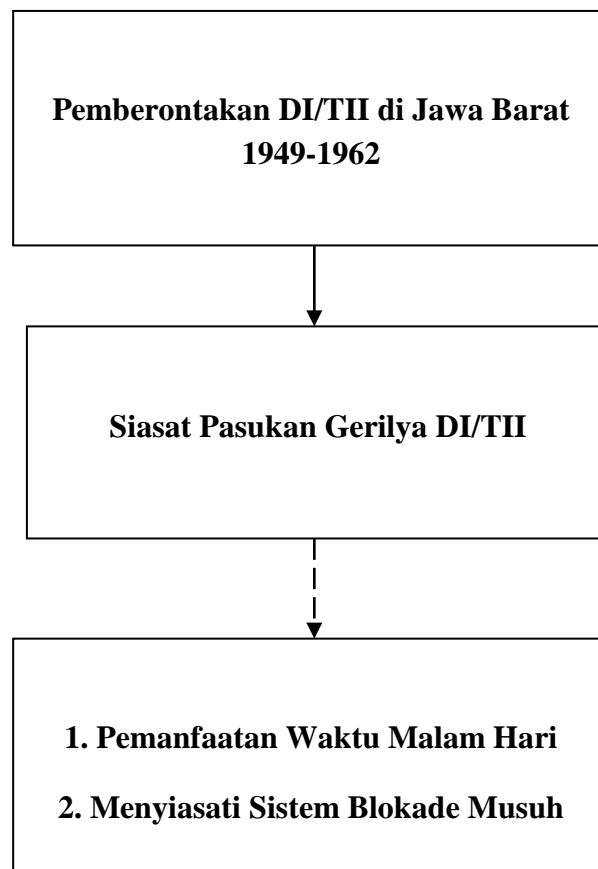 Pemberontakan DI/TII di Jawa Barat
1949-1962
Siasat Pasukan Gerilya DI/TII
1. Pemanfaatan Waktu Malam Hari
2. Menyiasati Sistem Blokade Musuh